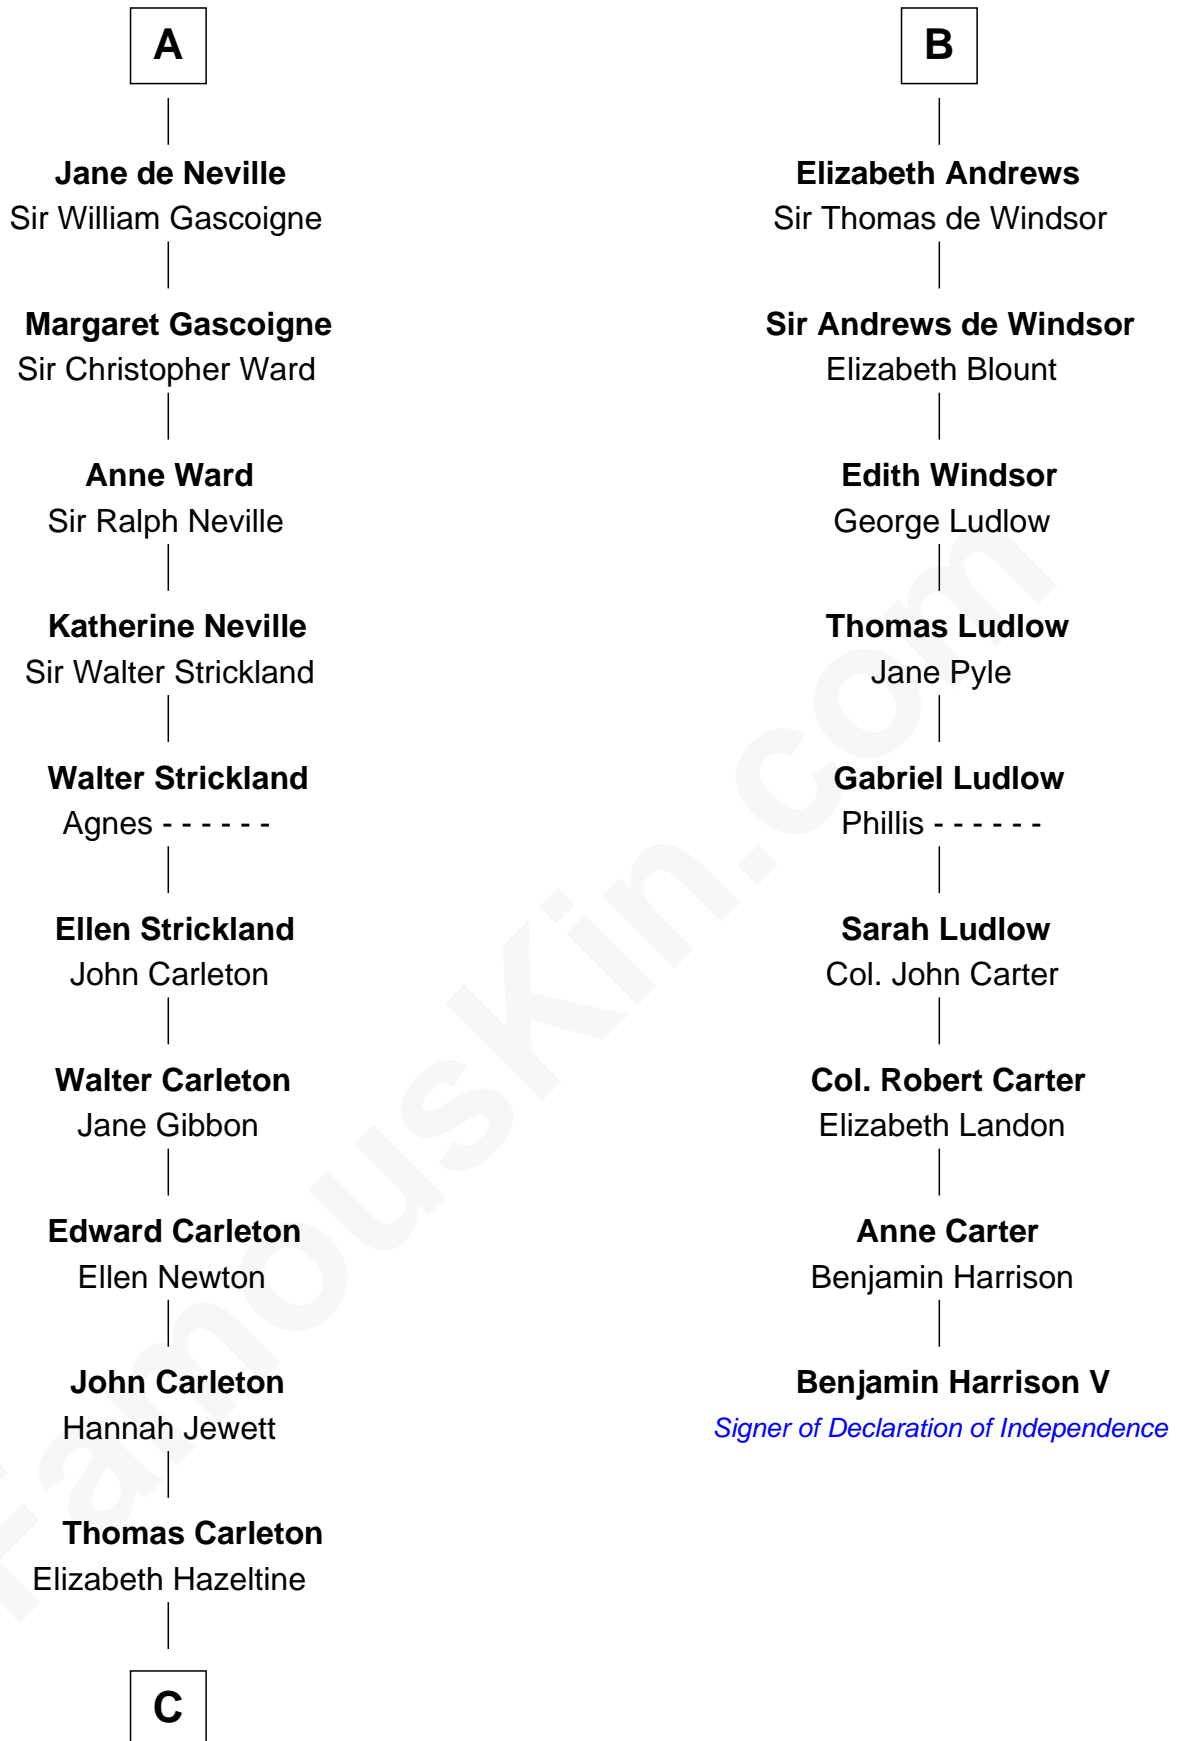 A
Jane de Neville
Sir William Gascoigne
Margaret Gascoigne
Sir Christopher Ward
Anne Ward
Sir Ralph Neville
Katherine Neville
Sir Walter Strickland
Walter Strickland
Agnes - - - - - -
Ellen Strickland
John Carleton
Walter Carleton
Jane Gibbon
Edward Carleton
Ellen Newton
John Carleton
Hannah Jewett
Thomas Carleton
Elizabeth Hazeltine
C
B
Elizabeth Andrews
Sir Thomas de Windsor
Sir Andrews de Windsor
Elizabeth Blount
Edith Windsor
George Ludlow
Thomas Ludlow
Jane Pyle
Gabriel Ludlow
Phillis - - - - - -
Sarah Ludlow
Col. John Carter
Col. Robert Carter
Elizabeth Landon
Anne Carter
Benjamin Harrison
Benjamin Harrison V
Signer of Declaration of Independence
FamousKin.com